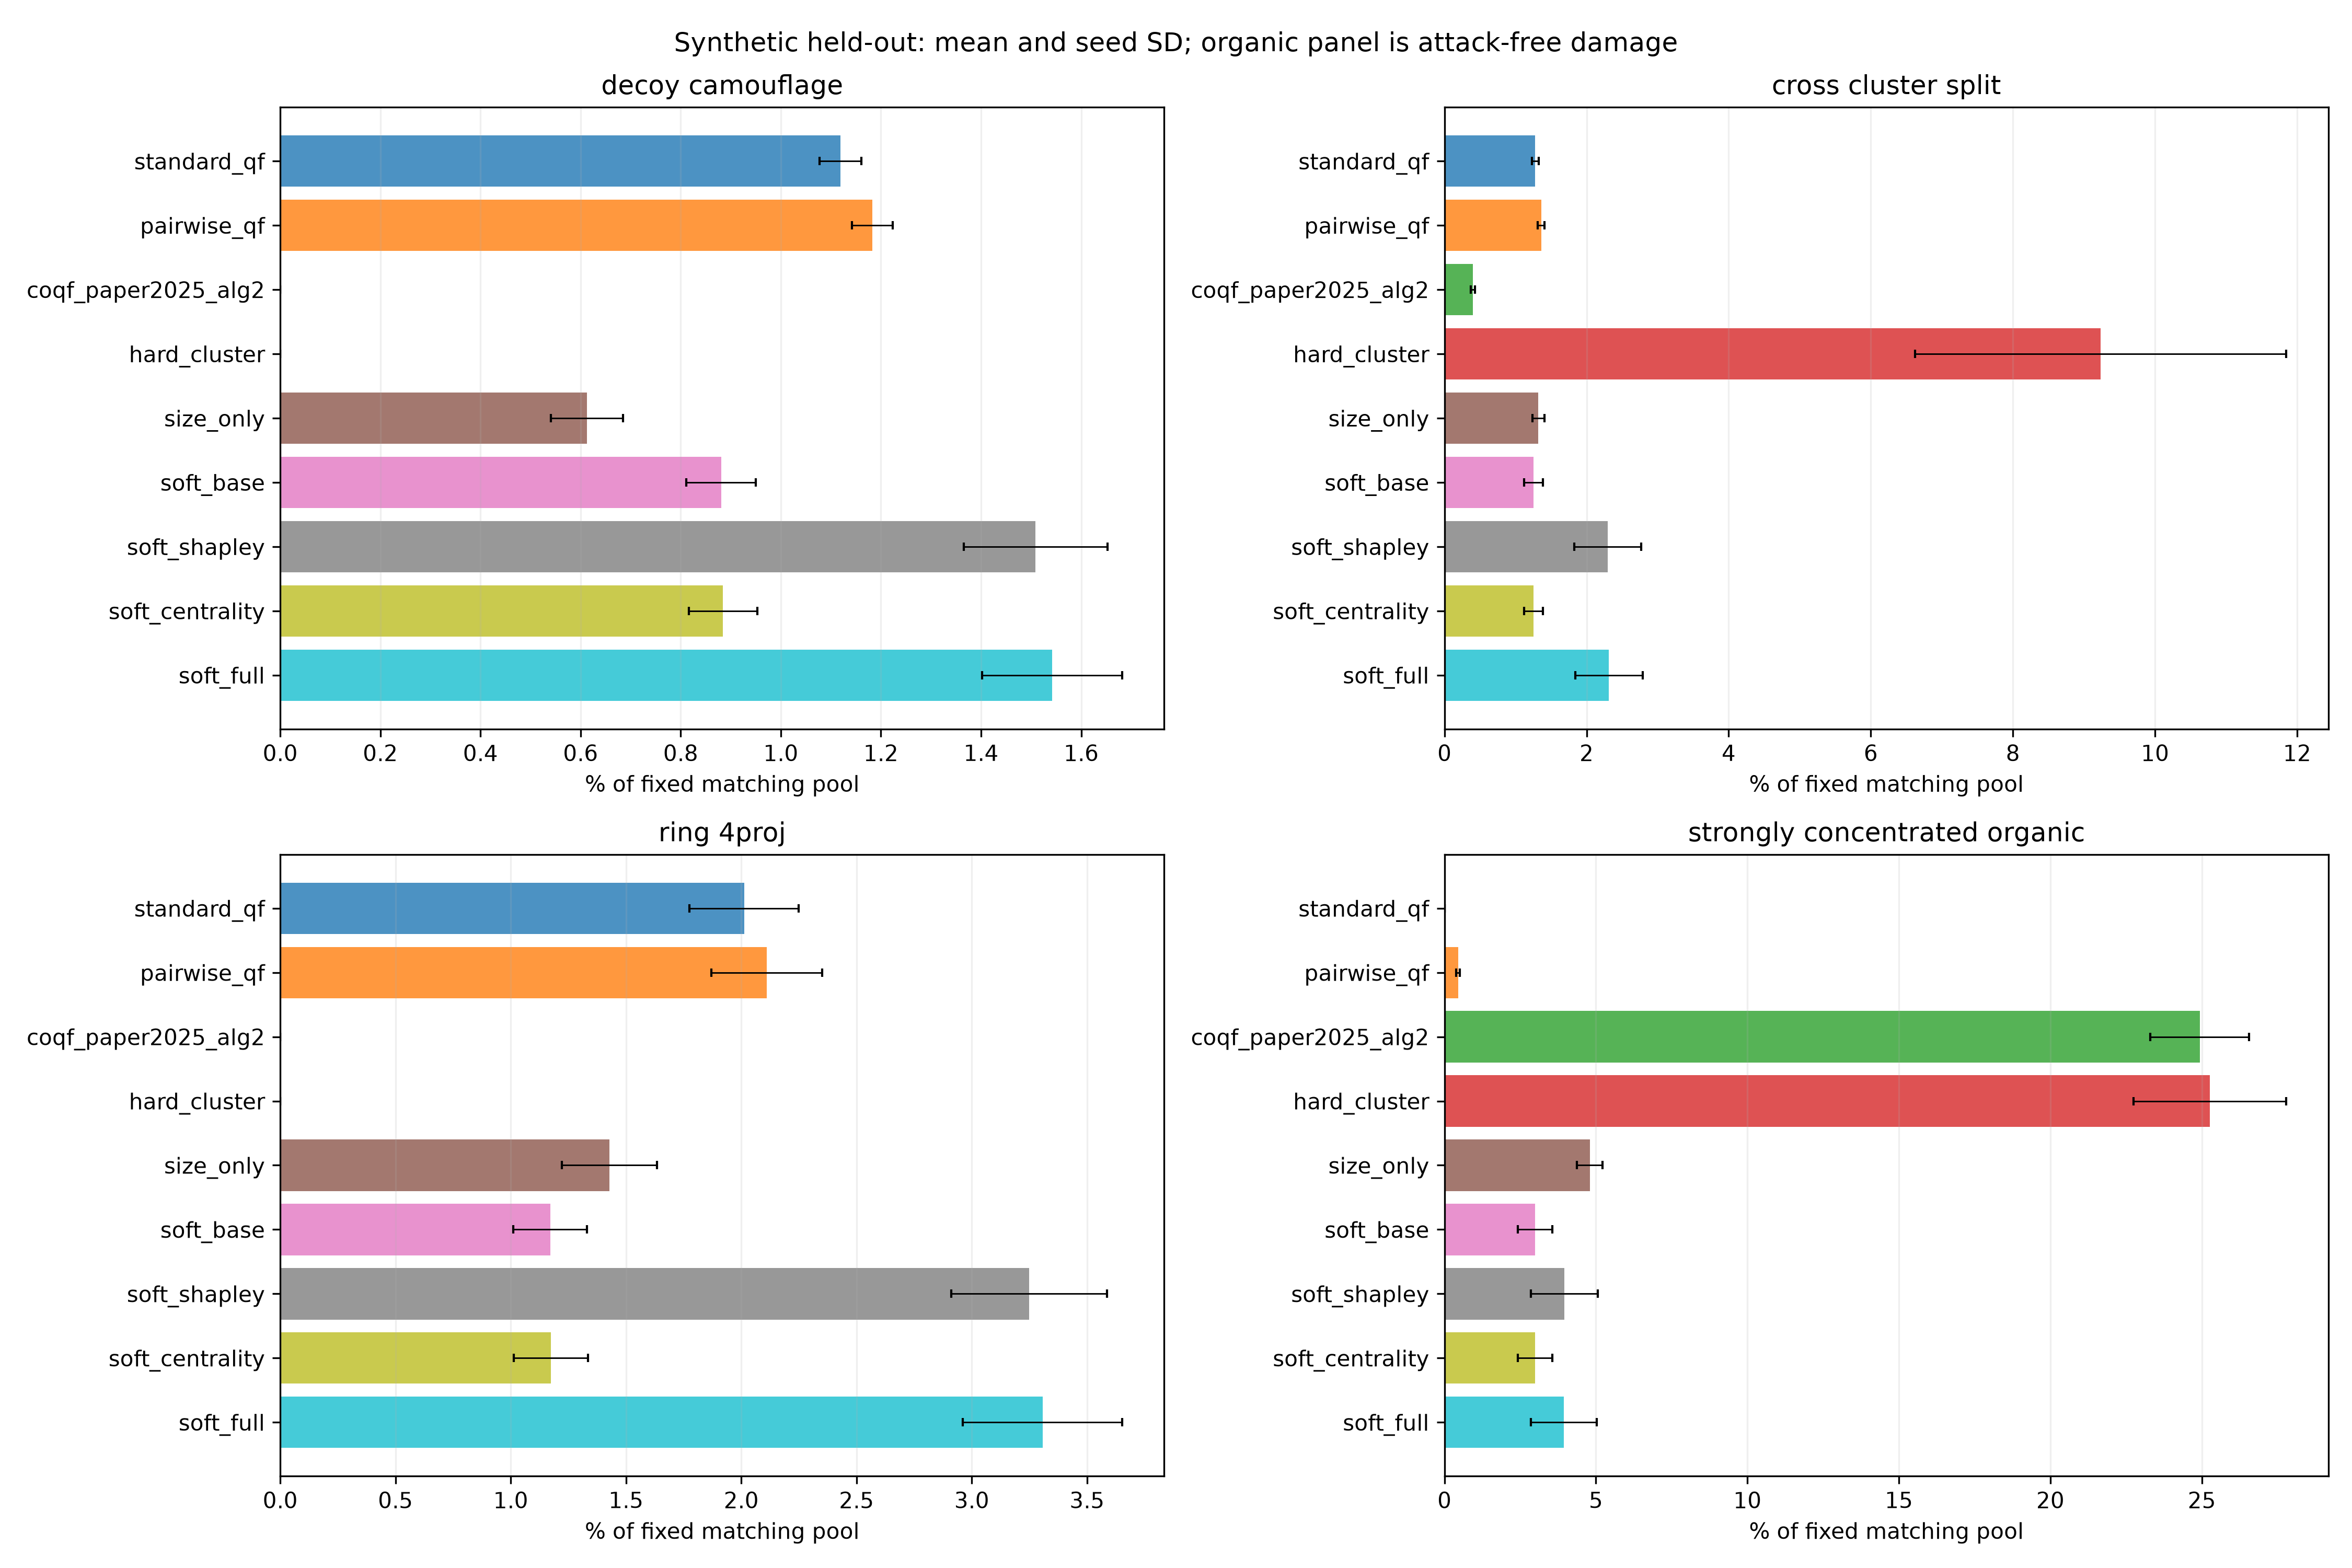 Synthetic held-out: mean and seed SD; organic panel is attack-free damage
decoy camouflage
standard_qf
pairwise_qf
coqf_paper2025_alg2
hard_cluster
size_only
soft_base
soft_shapley
soft_centrality
soft_full
0.0 0.2 0.4 0.6 0.8 1.0 1.2 1.4 1.6
% of fixed matching pool
cross cluster split
standard_qf
pairwise_qf
coqf_paper2025_alg2
hard_cluster
size_only
soft_base
soft_shapley
soft_centrality
soft_full
0 2 4 6 8 10 12
% of fixed matching pool
ring 4proj
standard_qf
pairwise_qf
coqf_paper2025_alg2
hard_cluster
size_only
soft_base
soft_shapley
soft_centrality
soft_full
0.0 0.5 1.0 1.5 2.0 2.5 3.0 3.5
% of fixed matching pool
strongly concentrated organic
standard_qf
pairwise_qf
coqf_paper2025_alg2
hard_cluster
size_only
soft_base
soft_shapley
soft_centrality
soft_full
0 5 10 15 20 25
% of fixed matching pool